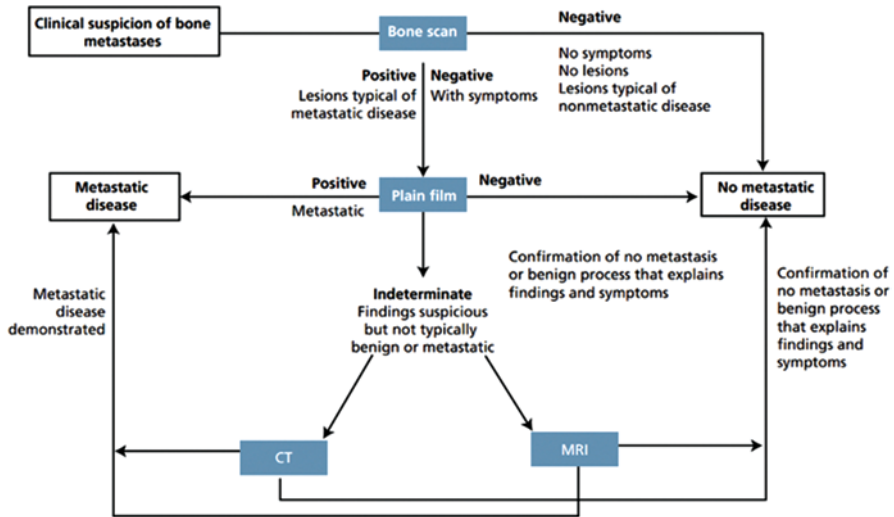 Clinical suspicion of bone
metastases
Bone scan
Negative
No symptoms
No lesions
Lesions typical of
nonmetastatic disease
Positive
Lesions typical of
metastatic disease
Negative
With symptoms
Metastatic
disease
Positive
Metastatic
Plain film
Negative
No metastatic
disease
Confirmation of no metastasis
or benign process that explains
findings and symptoms
Confirmation of
no metastasis or
benign process
that explains
findings and
symptoms
Metastatic
disease
demonstrated
Indeterminate
Findings suspicious
but not typically
benign or metastatic
CT
MRI